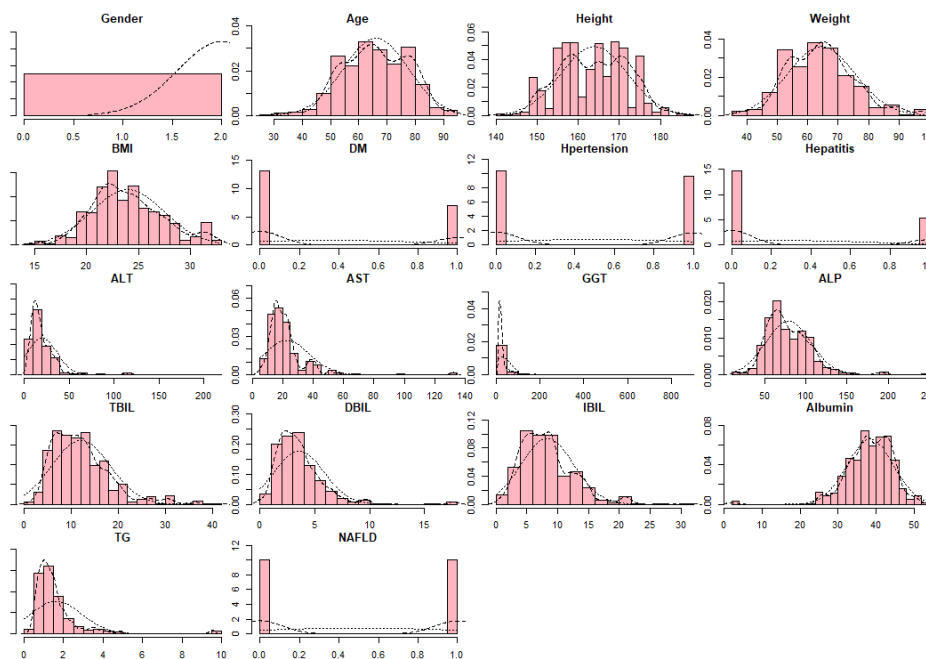 Gender Age Height Weight
0.00 0.02 0.04 0.00 0.02 0.04 0.06 0.00 0.02 0.04
0.0 0.5 1.0 1.5 2.0 30 40 50 60 70 80 90 140 150 160 170 180 40 50 60 70 80 90
BMI DM Hpertension Hepatitis
0 5 10 15 0 2 4 6 8 12 0 5 10 15
15 20 25 30 0.0 0.2 0.4 0.6 0.8 1.0 0.0 0.2 0.4 0.6 0.8 1.0 0.0 0.2 0.4 0.6 0.8 1.0
ALT AST GGT ALP
0.00 0.03 0.06 0.00 0.02 0.04 0.000 0.010 0.020
0 50 100 150 200 0 20 40 60 80 100 140 0 200 400 600 800 50 100 150 200
TBIL DBIL IBIL Albumin
0.00 0.10 0.20 0.30 0.00 0.04 0.08 0.12 0.00 0.04 0.08
0 10 20 30 40 0 5 10 15 0 5 10 15 20 25 30 0 10 20 30 40 50
TG NAFLD
0 2 4 6 8 12
0 2 4 6 8 10 0.0 0.2 0.4 0.6 0.8 1.0